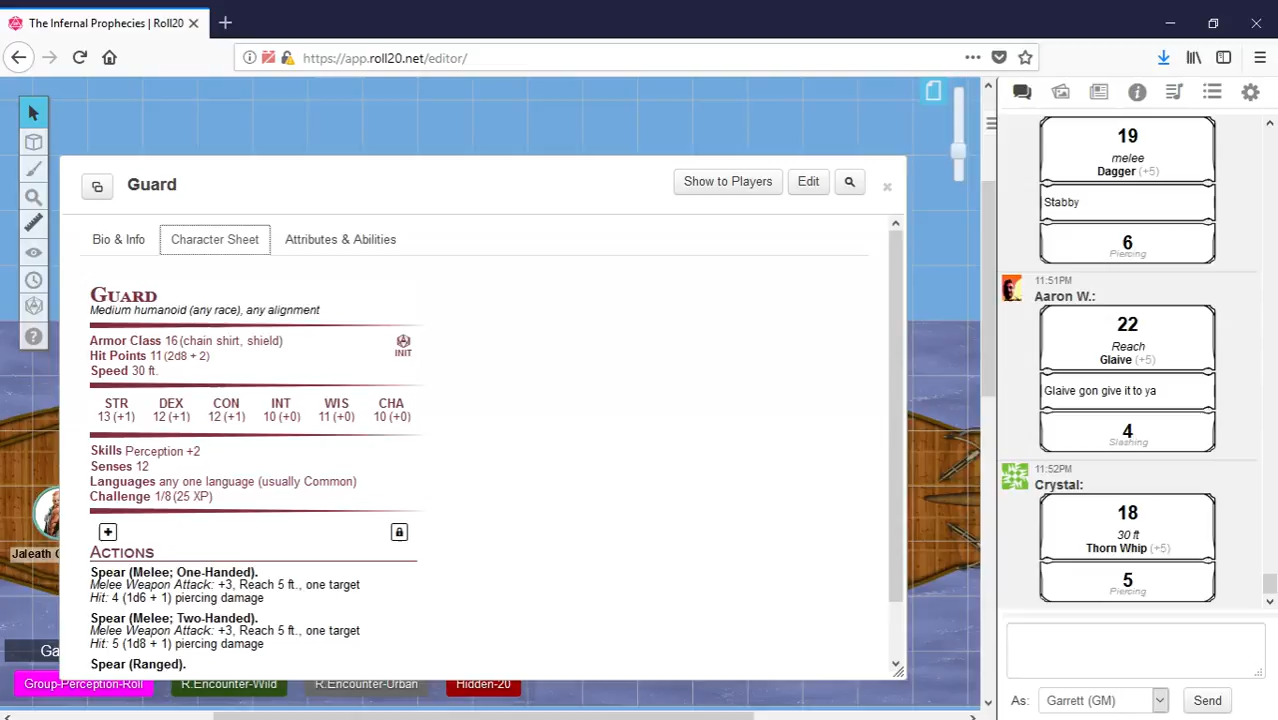 The Infernal Prophecies | Roll20
https://app.roll20.net/editor/
Guard
Show to Players
Edit
Bio & Info
Character Sheet
Attributes & Abilities
GUARD
Medium humanoid (any race), any alignment
Armor Class 16 (chain shirt, shield)
Hit Points 11 (2d8 + 2)
Speed 30 ft.
INIT
STR DEX CON INT WIS CHA
13 (+1) 12 (+1) 12 (+1) 10 (+0) 11 (+0) 10 (+0)
Skills Perception +2
Senses 12
Languages any one language (usually Common)
Challenge 1/8 (25 XP)
ACTIONS
Spear (Melee; One-Handed).
Melee Weapon Attack: +3, Reach 5 ft., one target
Hit: 4 (1d6 + 1) piercing damage
Spear (Melee; Two-Handed).
Melee Weapon Attack: +3, Reach 5 ft., one target
Hit: 5 (1d8 + 1) piercing damage
Spear (Ranged).
Jaleath
Ga
Group-Perception-Roll
R.Encounter-Wild
R.Encounter-Urban
Hidden-20
19
melee
Dagger (+5)
Stabby
6
Piercing
11:51PM
Aaron W.:
22
Reach
Glaive (+5)
Glaive gon give it to ya
4
Slashing
11:52PM
Crystal:
18
30 ft
Thorn Whip (+5)
5
Piercing
As:
Garrett (GM)
Send